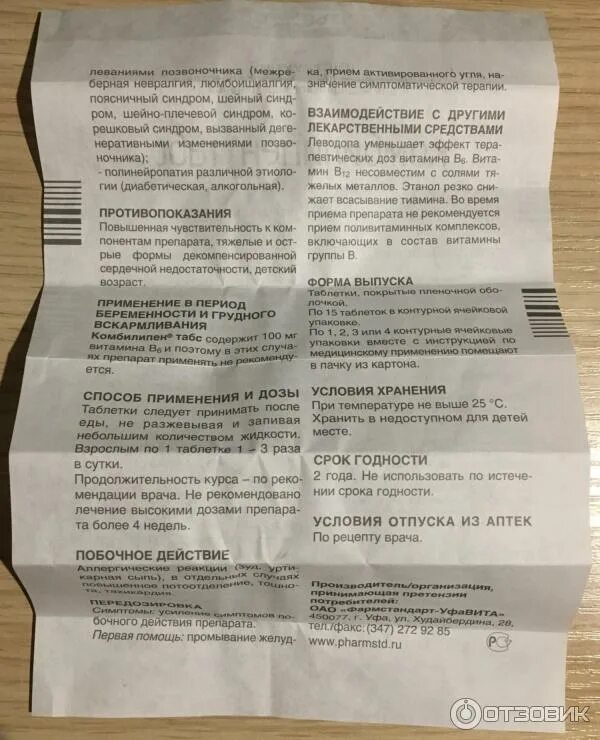 леваниями позвоночника (межре-
берная невралгия, люмбоишиалгия,
поясничный синдром, шейный синд-
ром, шейно-плечевой синдром, ко-
решковый синдром, вызванный деге-
неративными изменениями позво-
ночника);
- полинейропатия различной этиоло-
гии (диабетическая, алкогольная).
ПРОТИВОПОКАЗАНИЯ
Повышенная чувствительность к ком-
понентам препарата, тяжелые и ост-
рые формы декомпенсированной
сердечной недостаточности, детский
возраст.
ПРИМЕНЕНИЕ В ПЕРИОД
БЕРЕМЕННОСТИ И ГРУДНОГО
ВСКАРМЛИВАНИЯ
Комбилипен® табс содержит 100 мг
витамина В6 и поэтому в этих случа-
ях препарат применять не рекоменду-
ется.
СПОСОБ ПРИМЕНЕНИЯ И ДОЗЫ
Таблетки следует принимать после
еды, не разжевывая и запивая
небольшим количеством жидкости.
Взрослым по 1 таблетке 1 – 3 раза
в сутки.
Продолжительность курса – по реко-
мендации врача. Не рекомендовано
лечение высокими дозами препара-
та более 4 недель.
ПОБОЧНОЕ ДЕЙСТВИЕ
Аллергические реакции (зуд, урти-
карная сыпь), в отдельных случаях
повышенное потоотделение, тошно-
та, тахикардия.
ПЕРЕДОЗИРОВКА
Симптомы: усиление симптомов по-
бочного действия препарата.
Первая помощь: промывание желуд-
ка, прием активированного угля, на-
значение симптоматической терапии.
ВЗАИМОДЕЙСТВИЕ С ДРУГИМИ
ЛЕКАРСТВЕННЫМИ СРЕДСТВАМИ
Леводопа уменьшает эффект тера-
певтических доз витамина В6. Вита-
мин В12 несовместим с солями тя-
желых металлов. Этанол резко сни-
жает всасывание тиамина. Во время
приема препарата не рекомендуется
прием поливитаминных комплексов,
включающих в состав витамины
группы В.
ФОРМА ВЫПУСКА
Таблетки, покрытые пленочной обо-
лочкой.
По 15 таблеток в контурной ячейковой
упаковке.
По 1, 2, 3 или 4 контурные ячейковые
упаковки вместе с инструкцией по
медицинскому применению помещают
в пачку из картона.
УСЛОВИЯ ХРАНЕНИЯ
При температуре не выше 25 °С.
Хранить в недоступном для детей
месте.
СРОК ГОДНОСТИ
2 года. Не использовать по истече-
нии срока годности.
УСЛОВИЯ ОТПУСКА ИЗ АПТЕК
По рецепту врача.
Производитель/организация,
принимающая претензии
потребителей:
ОАО «Фармстандарт-УфаВИТА»
450077, г. Уфа, ул. Худайбердина, 28,
тел./факс. (347) 272 92 85
www.pharmstd.ru
ОТЗОВИК